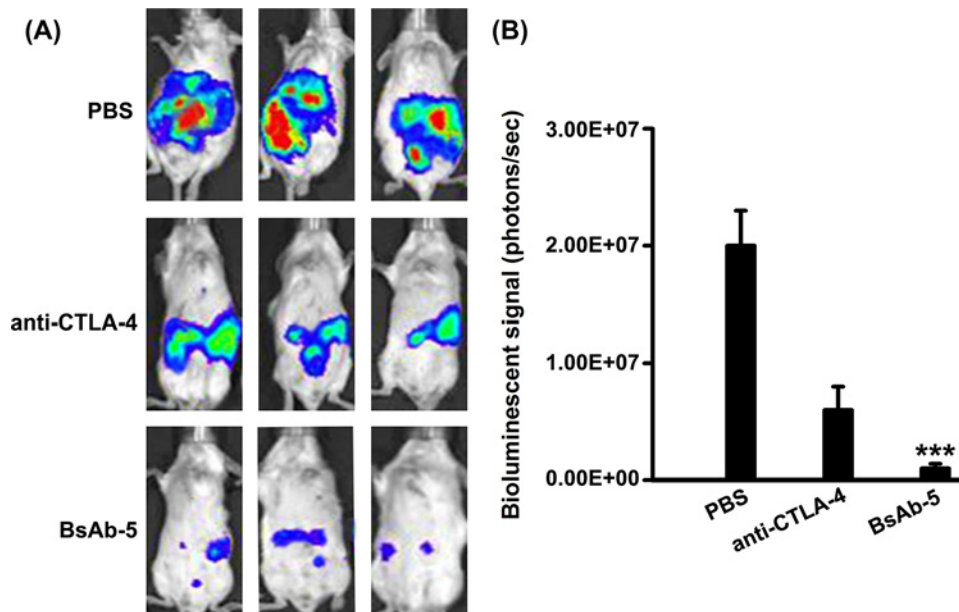 (A)
PBS
anti-CTLA-4
BsAb-5
(B)
Bioluminescent signal (photons/sec)
3.00E+07
2.00E+07
1.00E+07
0.00E+00
***
PBS
anti-CTLA-4
BsAb-5